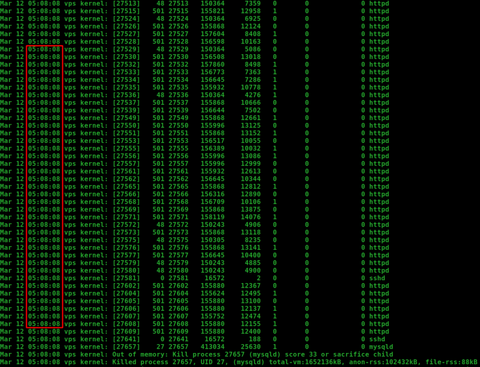 Mar 12 05:08:08 vps kernel: [27513] 48 27513 150364 7359 0 0 0 httpd
Mar 12 05:08:08 vps kernel: [27515] 501 27515 155821 12958 1 0 0 httpd
Mar 12 05:08:08 vps kernel: [27524] 48 27524 150364 6925 0 0 0 httpd
Mar 12 05:08:08 vps kernel: [27526] 501 27526 155868 12124 0 0 0 httpd
Mar 12 05:08:08 vps kernel: [27527] 501 27527 157604 8408 1 0 0 httpd
Mar 12 05:08:08 vps kernel: [27528] 501 27528 156598 10163 0 0 0 httpd
Mar 12 05:08:08 vps kernel: [27529] 48 27529 150364 5086 0 0 0 httpd
Mar 12 05:08:08 vps kernel: [27530] 501 27530 156508 13018 0 0 0 httpd
Mar 12 05:08:08 vps kernel: [27532] 501 27532 157860 8498 1 0 0 httpd
Mar 12 05:08:08 vps kernel: [27533] 501 27533 156773 7363 1 0 0 httpd
Mar 12 05:08:08 vps kernel: [27534] 501 27534 156645 7286 1 0 0 httpd
Mar 12 05:08:08 vps kernel: [27535] 501 27535 155932 10778 1 0 0 httpd
Mar 12 05:08:08 vps kernel: [27536] 48 27536 150364 4276 1 0 0 httpd
Mar 12 05:08:08 vps kernel: [27537] 501 27537 155868 10666 0 0 0 httpd
Mar 12 05:08:08 vps kernel: [27539] 501 27539 156644 7502 0 0 0 httpd
Mar 12 05:08:08 vps kernel: [27549] 501 27549 155868 12661 1 0 0 httpd
Mar 12 05:08:08 vps kernel: [27550] 501 27550 155996 13125 0 0 0 httpd
Mar 12 05:08:08 vps kernel: [27551] 501 27551 155868 13152 1 0 0 httpd
Mar 12 05:08:08 vps kernel: [27553] 501 27553 156517 10055 0 0 0 httpd
Mar 12 05:08:08 vps kernel: [27555] 501 27555 156389 10032 1 0 0 httpd
Mar 12 05:08:08 vps kernel: [27556] 501 27556 155996 13086 1 0 0 httpd
Mar 12 05:08:08 vps kernel: [27557] 501 27557 155996 12999 0 0 0 httpd
Mar 12 05:08:08 vps kernel: [27561] 501 27561 155932 12613 0 0 0 httpd
Mar 12 05:08:08 vps kernel: [27562] 501 27562 156645 10344 0 0 0 httpd
Mar 12 05:08:08 vps kernel: [27565] 501 27565 155868 12812 1 0 0 httpd
Mar 12 05:08:08 vps kernel: [27566] 501 27566 156316 12890 0 0 0 httpd
Mar 12 05:08:08 vps kernel: [27568] 501 27568 156709 10106 1 0 0 httpd
Mar 12 05:08:08 vps kernel: [27569] 501 27569 155868 13875 0 0 0 httpd
Mar 12 05:08:08 vps kernel: [27571] 501 27571 158119 14076 1 0 0 httpd
Mar 12 05:08:08 vps kernel: [27572] 48 27572 150243 4906 0 0 0 httpd
Mar 12 05:08:08 vps kernel: [27573] 501 27573 155868 13118 0 0 0 httpd
Mar 12 05:08:08 vps kernel: [27575] 48 27575 150305 8235 0 0 0 httpd
Mar 12 05:08:08 vps kernel: [27576] 501 27576 155868 13141 1 0 0 httpd
Mar 12 05:08:08 vps kernel: [27577] 501 27577 156645 10400 0 0 0 httpd
Mar 12 05:08:08 vps kernel: [27579] 48 27579 150243 4885 0 0 0 httpd
Mar 12 05:08:08 vps kernel: [27580] 48 27580 150243 4900 0 0 0 httpd
Mar 12 05:08:08 vps kernel: [27581] 0 27581 16572 2 0 0 0 sshd
Mar 12 05:08:08 vps kernel: [27602] 501 27602 155880 12367 0 0 0 httpd
Mar 12 05:08:08 vps kernel: [27604] 501 27604 155624 12495 1 0 0 httpd
Mar 12 05:08:08 vps kernel: [27605] 501 27605 155880 13100 0 0 0 httpd
Mar 12 05:08:08 vps kernel: [27606] 501 27606 155880 12137 1 0 0 httpd
Mar 12 05:08:08 vps kernel: [27607] 501 27607 155752 12474 1 0 0 httpd
Mar 12 05:08:08 vps kernel: [27608] 501 27608 155880 12155 1 0 0 httpd
Mar 12 05:08:08 vps kernel: [27609] 501 27609 155880 12400 0 0 0 httpd
Mar 12 05:08:08 vps kernel: [27641] 0 27641 16572 188 0 0 0 sshd
Mar 12 05:08:08 vps kernel: [27657] 27 27657 413034 25630 1 0 0 mysqld
Mar 12 05:08:08 vps kernel: Out of memory: Kill process 27657 (mysqld) score 33 or sacrifice child
Mar 12 05:08:08 vps kernel: Killed process 27657, UID 27, (mysqld) total-vm:1652136kB, anon-rss:102432kB, file-rss:88kB